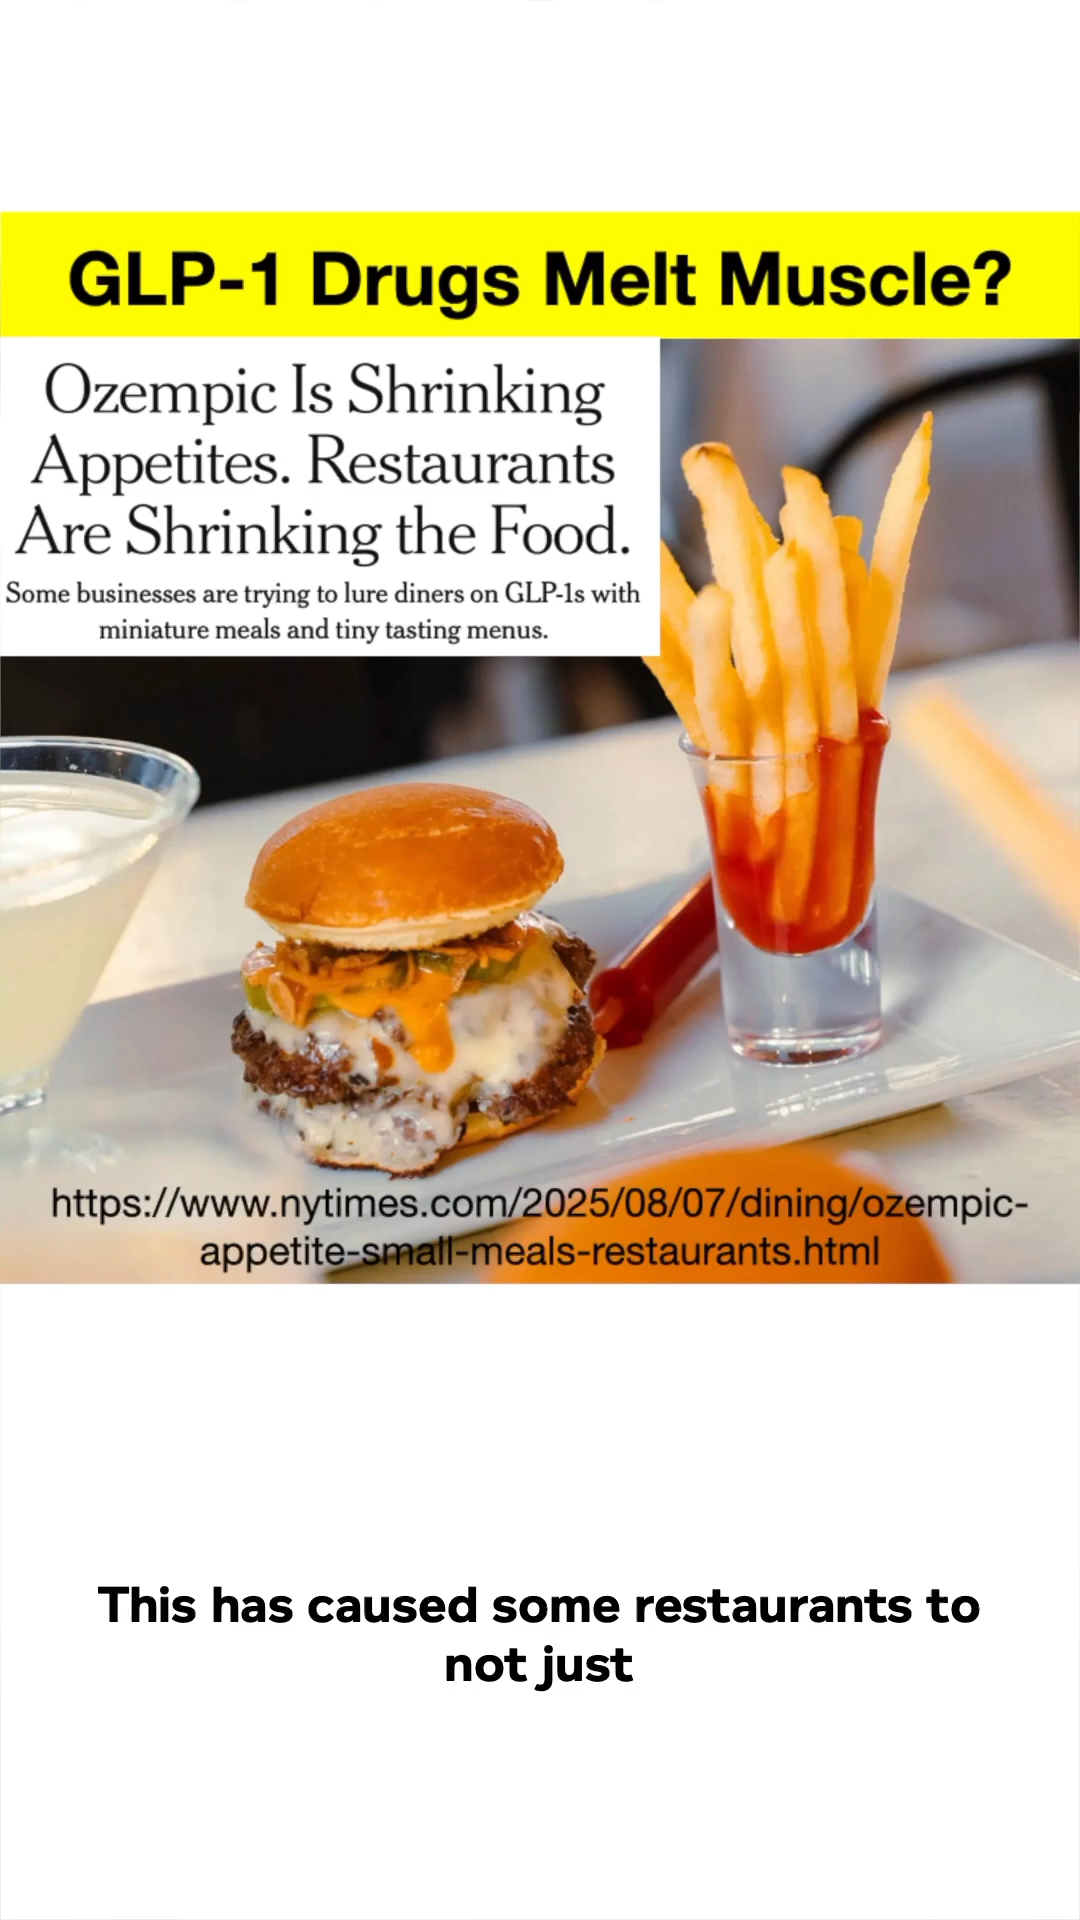 GLP-1 Drugs Melt Muscle?
Ozempic Is Shrinking
Appetites. Restaurants
Are Shrinking the Food.
Some businesses are trying to lure diners on GLP-1s with
miniature meals and tiny tasting menus.
https://www.nytimes.com/2025/08/07/dining/ozempic-
appetite-small-meals-restaurants.html
This has caused some restaurants to
not just